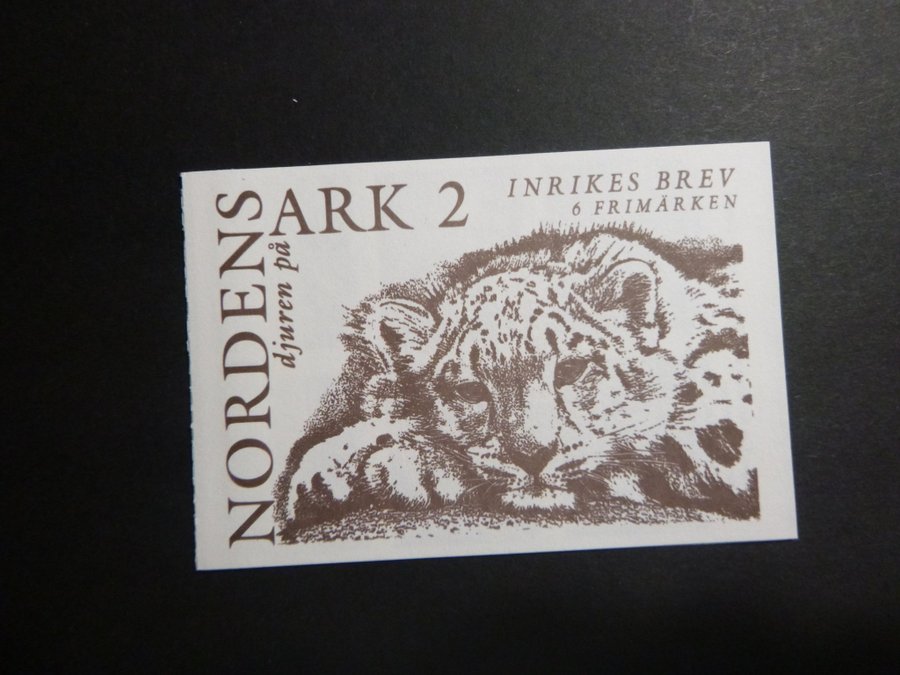 djuren på
NORDENS
ARK 2
INRIKES BREV
6 FRIMÄRKEN